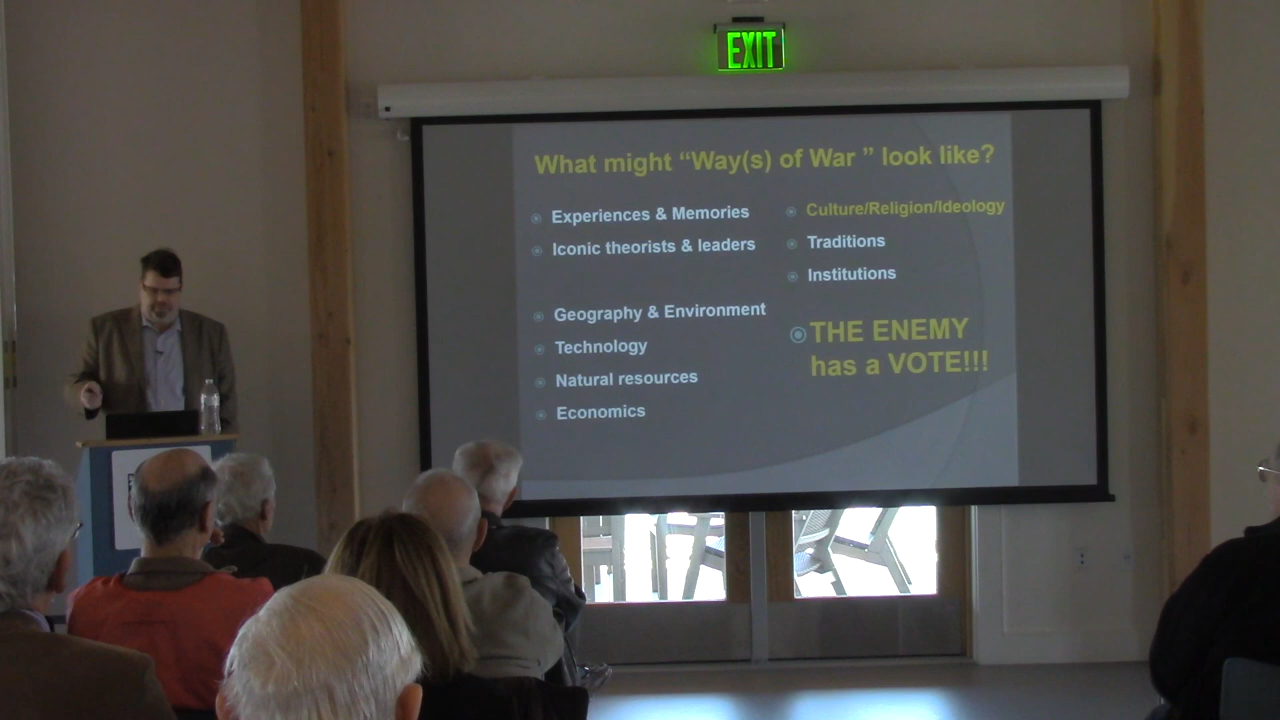 EXIT
What might “Way(s) of War ” look like?
Experiences & Memories
Iconic theorists & leaders
Geography & Environment
Technology
Natural resources
Economics
Culture/Religion/Ideology
Traditions
Institutions
THE ENEMY
has a VOTE!!!